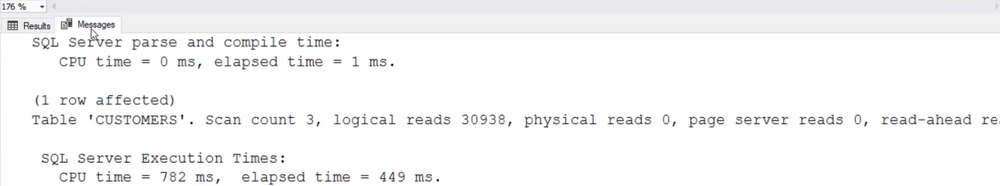 176 %
Results Messages
SQL Server parse and compile time:
CPU time = 0 ms, elapsed time = 1 ms.
(1 row affected)
Table 'CUSTOMERS'. Scan count 3, logical reads 30938, physical reads 0, page server reads 0, read-ahead re
SQL Server Execution Times:
CPU time = 782 ms,  elapsed time = 449 ms.